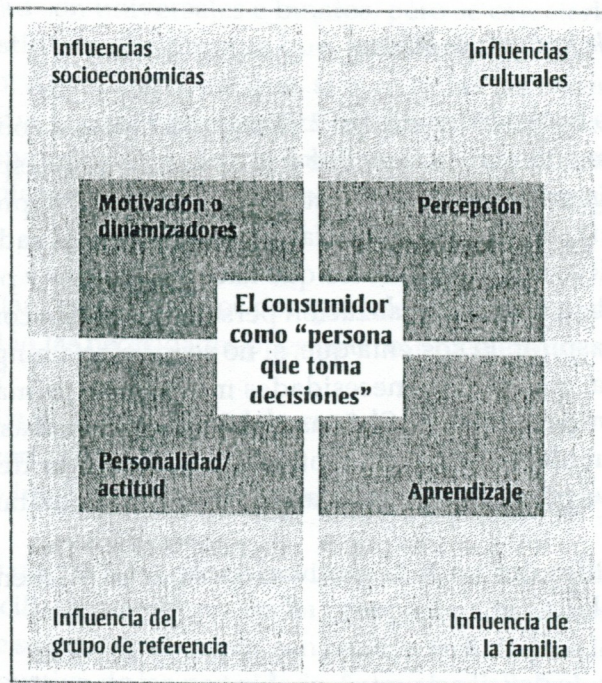 Influencias
socioeconómicas
Influencias
culturales
Motivación o
dinamizadores
Percepción
El consumidor
como “persona
que toma
decisiones”
Personalidad/
actitud
Aprendizaje
Influencia del
grupo de referencia
Influencia de
la familia